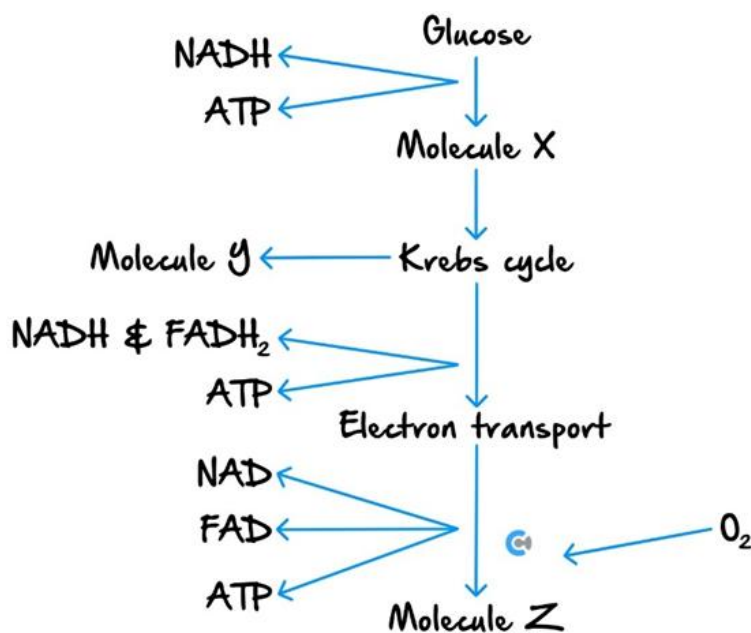 Glucose
NADH
ATP
Molecule X
Molecule Y
Krebs cycle
NADH & FADH₂
ATP
Electron transport
NAD
FAD
O₂
ATP
Molecule Z